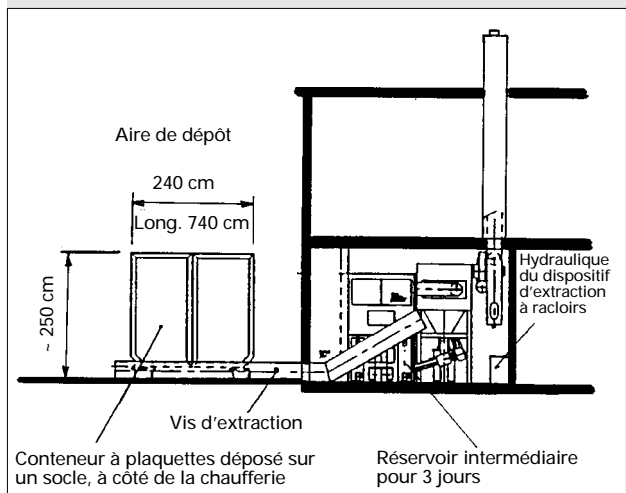 Aire de dépôt
240 cm
Long. 740 cm
~ 250 cm
Hydraulique
du dispositif
d'extraction
à racloirs
Vis d'extraction
Conteneur à plaquettes déposé sur
un socle, à côté de la chaufferie
Réservoir intermédiaire
pour 3 jours